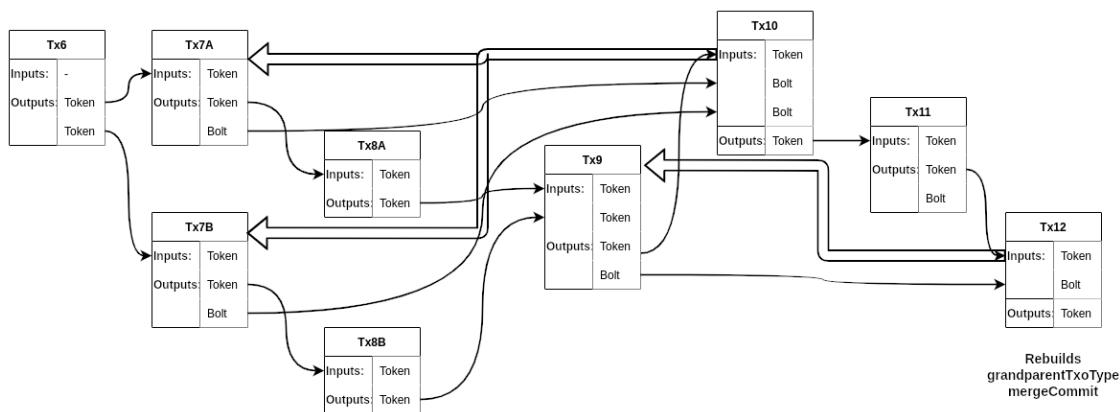 Tx6
Inputs: -
Outputs: Token
Token
Tx7A
Inputs: Token
Outputs: Token
Bolt
Tx8A
Inputs: Token
Outputs: Token
Tx7B
Inputs: Token
Outputs: Token
Bolt
Tx8B
Inputs: Token
Outputs: Token
Tx9
Inputs: Token
Token
Outputs: Token
Bolt
Tx10
Inputs: Token
Bolt
Bolt
Outputs: Token
Tx11
Inputs: Token
Outputs: Token
Bolt
Tx12
Inputs: Token
Bolt
Outputs: Token
Rebuilds
grandparentTxoType
mergeCommit